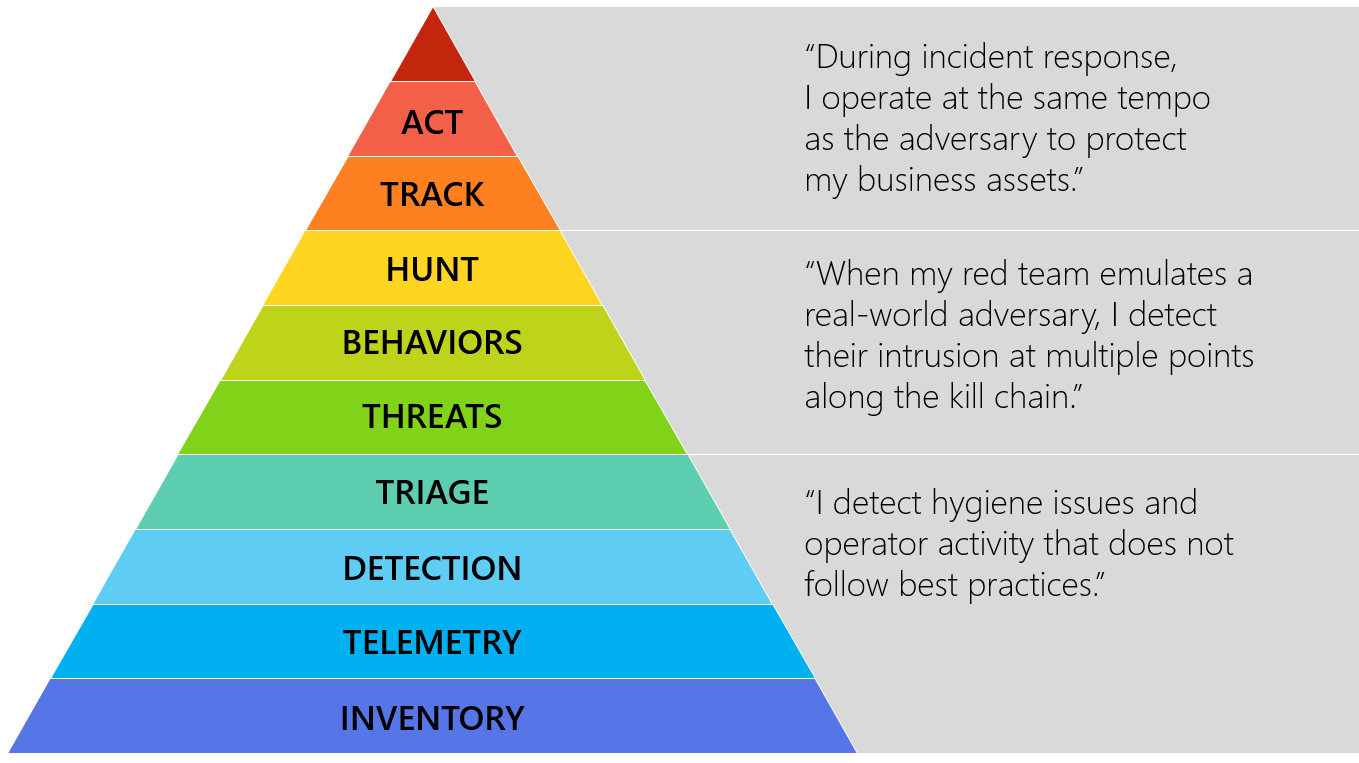 ACT
TRACK
HUNT
BEHAVIORS
THREATS
TRIAGE
DETECTION
TELEMETRY
INVENTORY
“During incident response,
I operate at the same tempo
as the adversary to protect
my business assets.”
“When my red team emulates a
real-world adversary, I detect
their intrusion at multiple points
along the kill chain.”
“I detect hygiene issues and
operator activity that does not
follow best practices.”